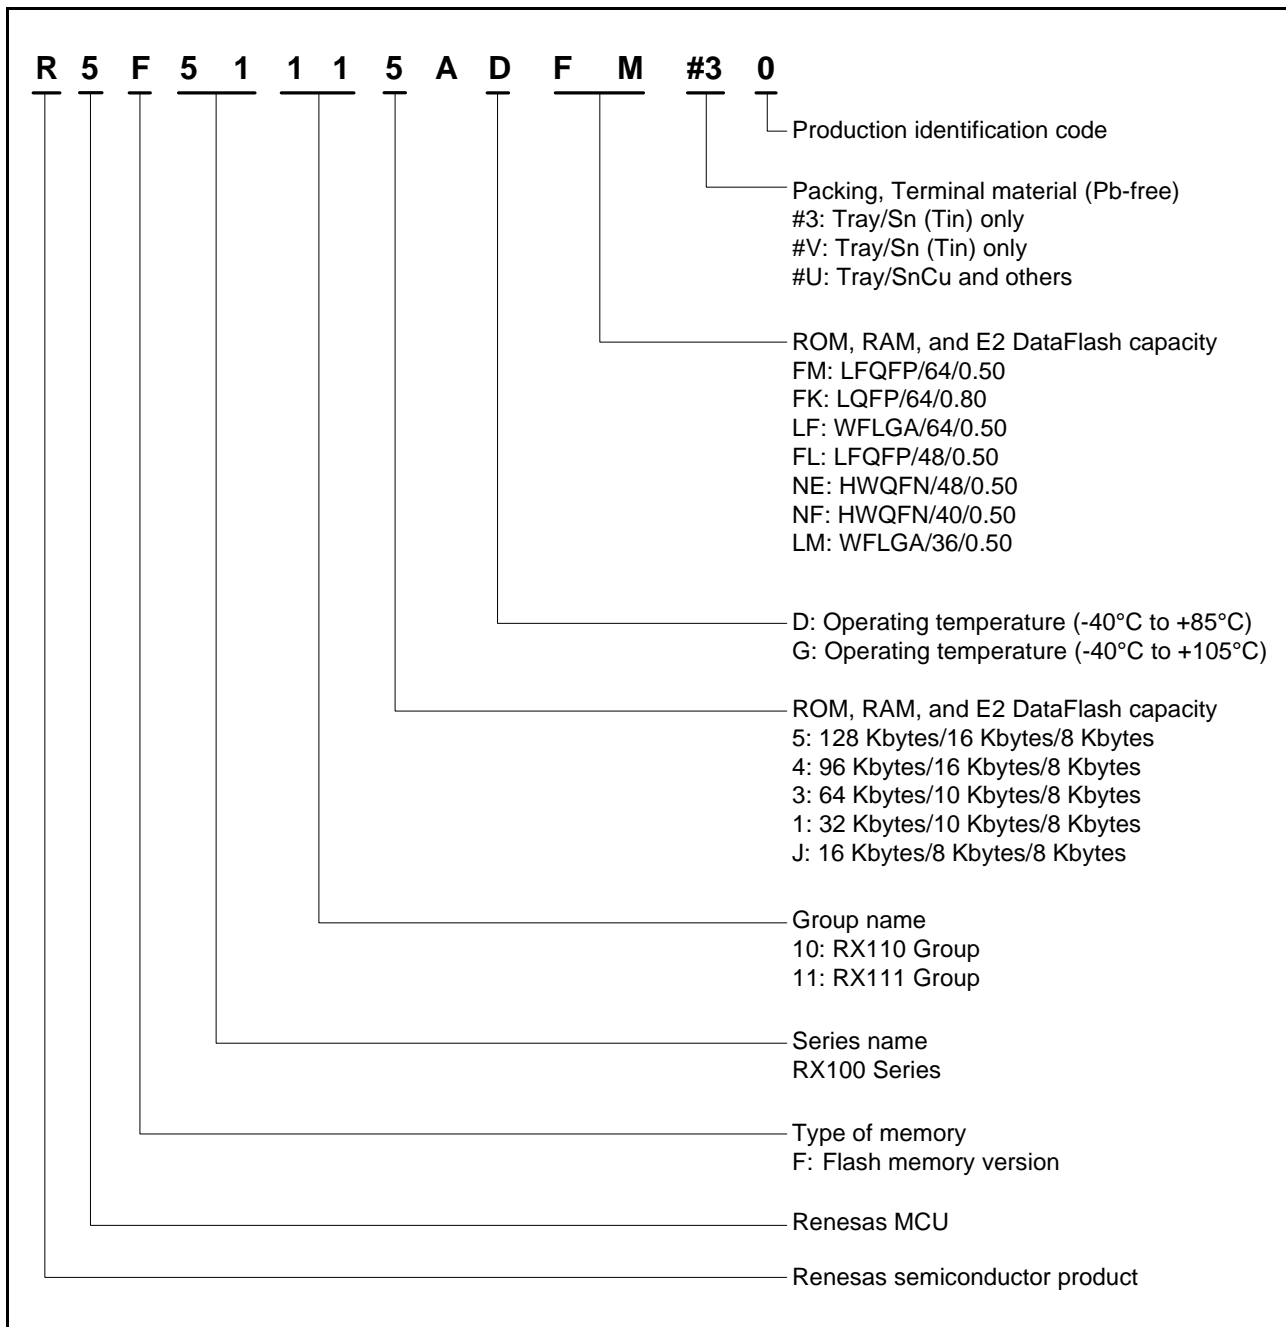 R 5 F 5 1 1 1 5 A D F M #3 0
Production identification code
Packing, Terminal material (Pb-free)
#3: Tray/Sn (Tin) only
#V: Tray/Sn (Tin) only
#U: Tray/SnCu and others
ROM, RAM, and E2 DataFlash capacity
FM: LFQFP/64/0.50
FK: LQFP/64/0.80
LF: WFLGA/64/0.50
FL: LFQFP/48/0.50
NE: HWQFN/48/0.50
NF: HWQFN/40/0.50
LM: WFLGA/36/0.50
D: Operating temperature (-40°C to +85°C)
G: Operating temperature (-40°C to +105°C)
ROM, RAM, and E2 DataFlash capacity
5: 128 Kbytes/16 Kbytes/8 Kbytes
4: 96 Kbytes/16 Kbytes/8 Kbytes
3: 64 Kbytes/10 Kbytes/8 Kbytes
1: 32 Kbytes/10 Kbytes/8 Kbytes
J: 16 Kbytes/8 Kbytes/8 Kbytes
Group name
10: RX110 Group
11: RX111 Group
Series name
RX100 Series
Type of memory
F: Flash memory version
Renesas MCU
Renesas semiconductor product